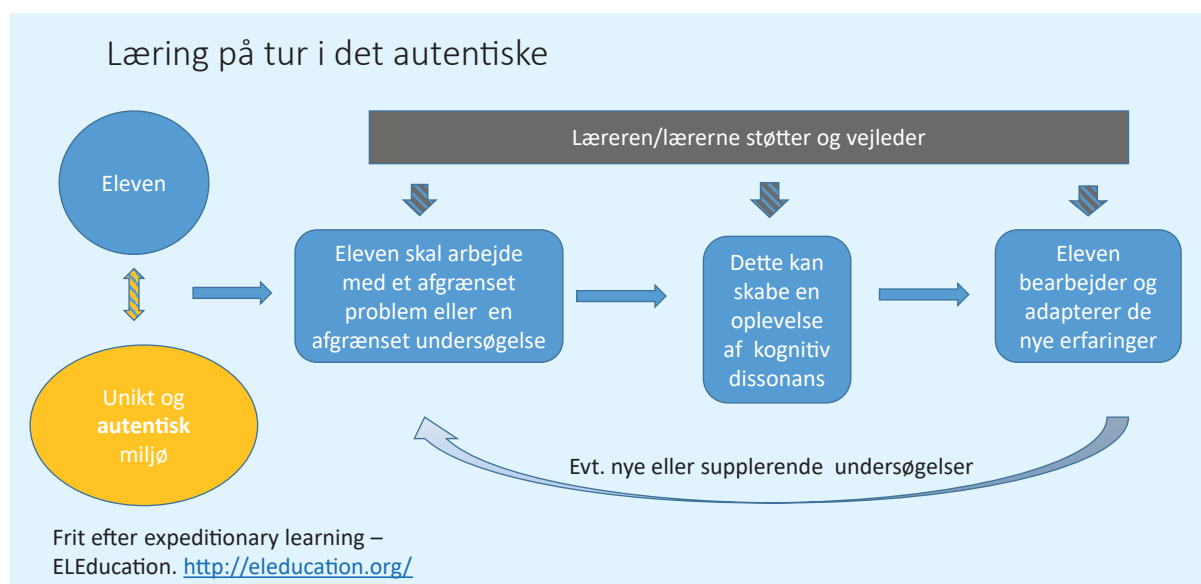 Læring på tur i det autentiske
Læreren/lærerne støtter og vejleder
Eleven
Eleven skal arbejde
med et afgrænset
problem eller en
afgrænset undersøgelse
Dette kan
skabe en
oplevelse
af kognitiv
dissonans
Eleven
bearbejder og
adapterer de
nye erfaringer
Unikt og
autentisk
miljø
Evt. nye eller supplerende undersøgelser
Frit efter expeditionary learning –
ELEducation. http://eleducation.org/